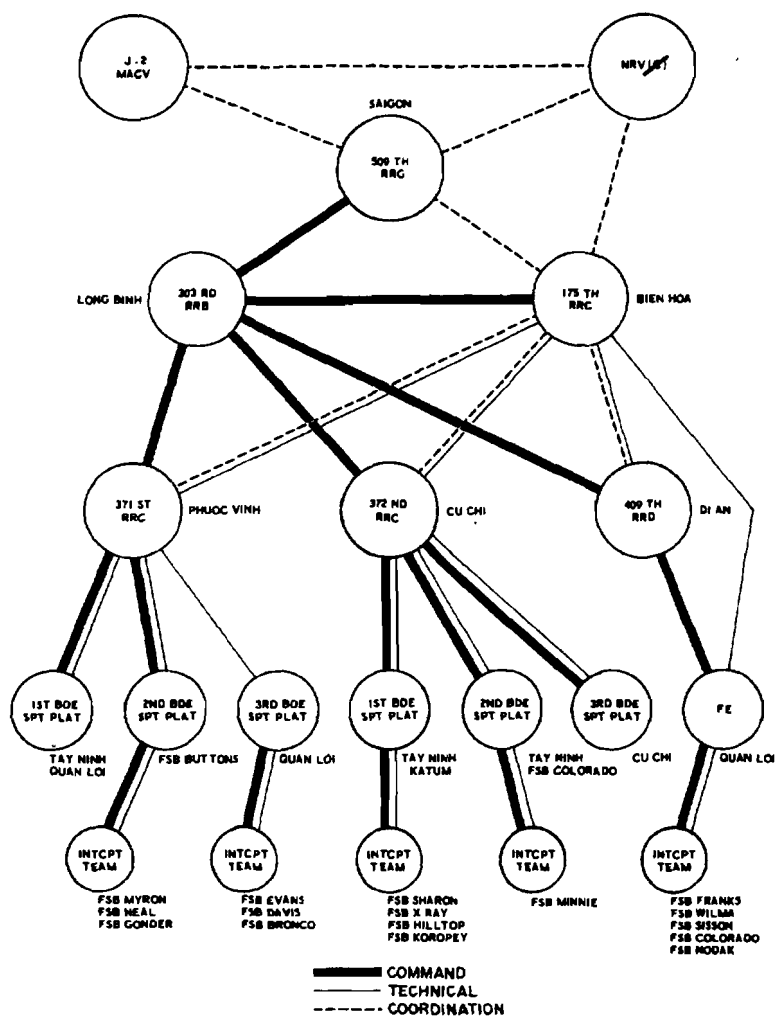 J-2
MACV
NRV
SAIGON
509 TH
RRG
LONG BINH
303 RD
RRB
175 TH
RRC
BIEN HOA
371 ST
RRC
PHUOC VINH
372 ND
RRC
CU CHI
409 TH
RRD
DI AN
1ST BDE
SPT PLAT
TAY NINH
QUAN LOI
2ND BDE
SPT PLAT
FSB BUTTONS
3RD BDE
SPT PLAT
QUAN LOI
1ST BDE
SPT PLAT
TAY NINH
KATUM
2ND BDE
SPT PLAT
TAY NINH
FSB COLORADO
3RD BDE
SPT PLAT
CU CHI
FE
QUAN LOI
INTCPT
TEAM
FSB MYRON
FSB NEAL
FSB GONDER
INTCPT
TEAM
FSB EVANS
FSB DAVIS
FSB BRONCO
INTCPT
TEAM
FSB SHARON
FSB X RAY
FSB HILLTOP
FSB KOROPEY
INTCPT
TEAM
FSB MINNIE
INTCPT
TEAM
FSB FRANKS
FSB WILMA
FSB SISSON
FSB COLORADO
FSB NODAK
COMMAND
TECHNICAL
COORDINATION